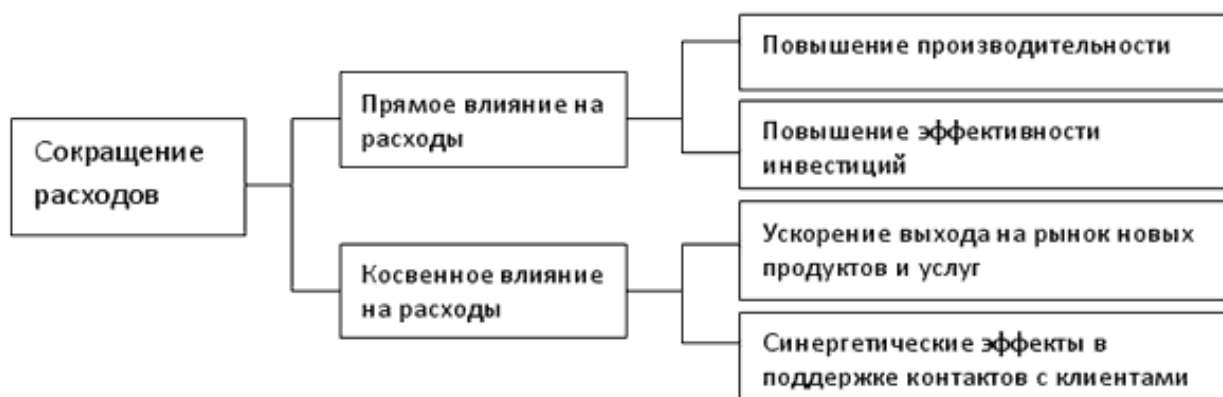 Сокращение
расходов
Прямое влияние на
расходы
Косвенное влияние
на расходы
Повышение производительности
Повышение эффективности
инвестиций
Ускорение выхода на рынок новых
продуктов и услуг
Синергетические эффекты в
поддержке контактов с клиентами